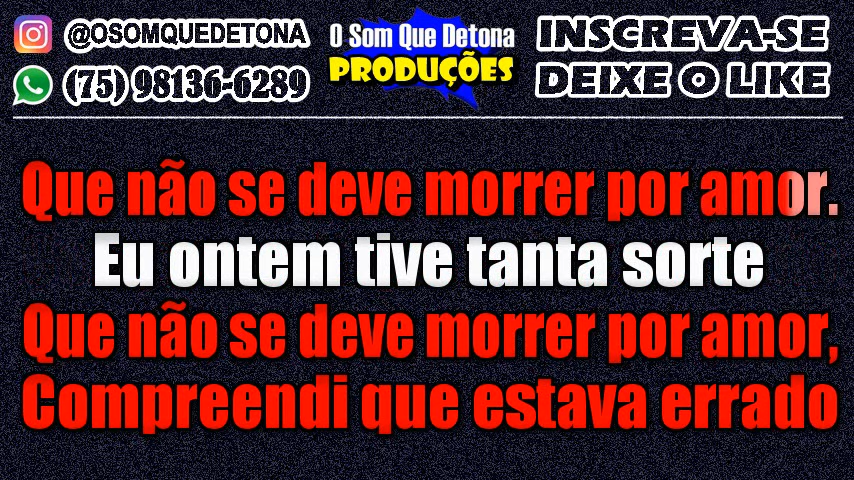 @OSOMQUEDETONA
(75) 98136-6289
O Som Que Detona
PRODUÇÕES
INSCREVA-SE
DEIXE O LIKE
Que não se deve morrer por amor.
Eu ontem tive tanta sorte
Que não se deve morrer por amor,
Compreendi que estava errado